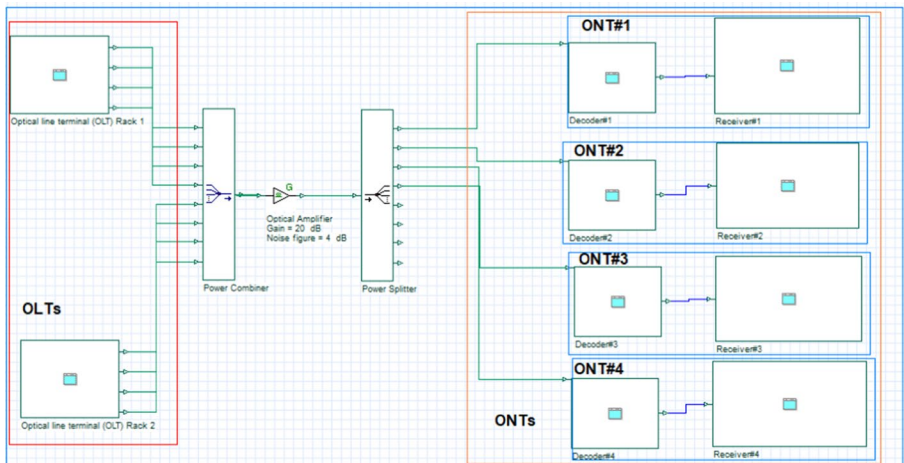 ONT#1
Decoder#1
Receiver#1
Optical line terminal (OLT) Rack 1
ONT#2
G
Optical Amplifier
Gain = 20 dB
Noise figure = 4 dB
Decoder#2
Receiver#2
ONT#3
Power Combiner
Power Splitter
OLTs
Decoder#3
Receiver#3
ONT#4
Optical line terminal (OLT) Rack 2
ONTs
Decoder#4
Receiver#4